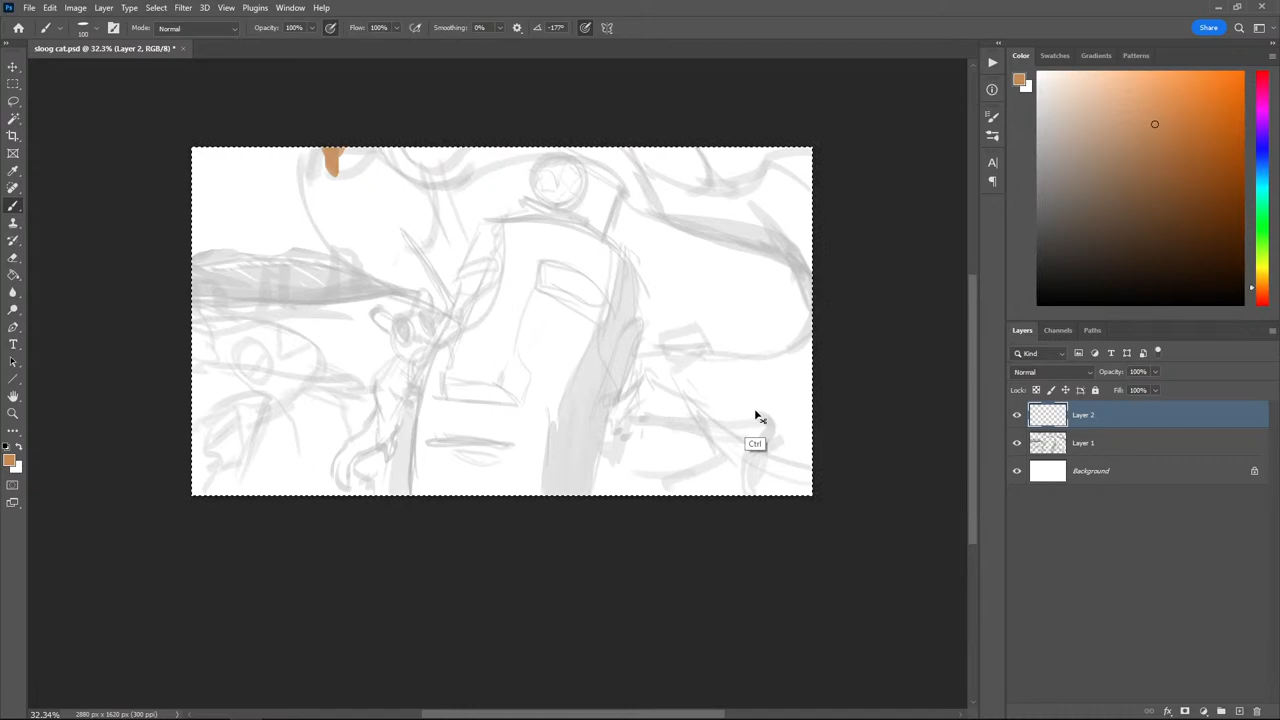 Ps File Edit Image Layer Type Select Filter 3D View Plugins Window Help
100 Mode: Normal Opacity: 100% Flow: 100% Smoothing: 0% -177° Share
sloog cat.psd @ 32.3% (Layer 2, RGB/8) *
Color Swatches Gradients Patterns
Layers Channels Paths
Kind
Normal Opacity: 100%
Lock: Fill: 100%
Layer 2
Layer 1
Background
Ctrl
32.34% 2880 px x 1620 px (300 ppi)